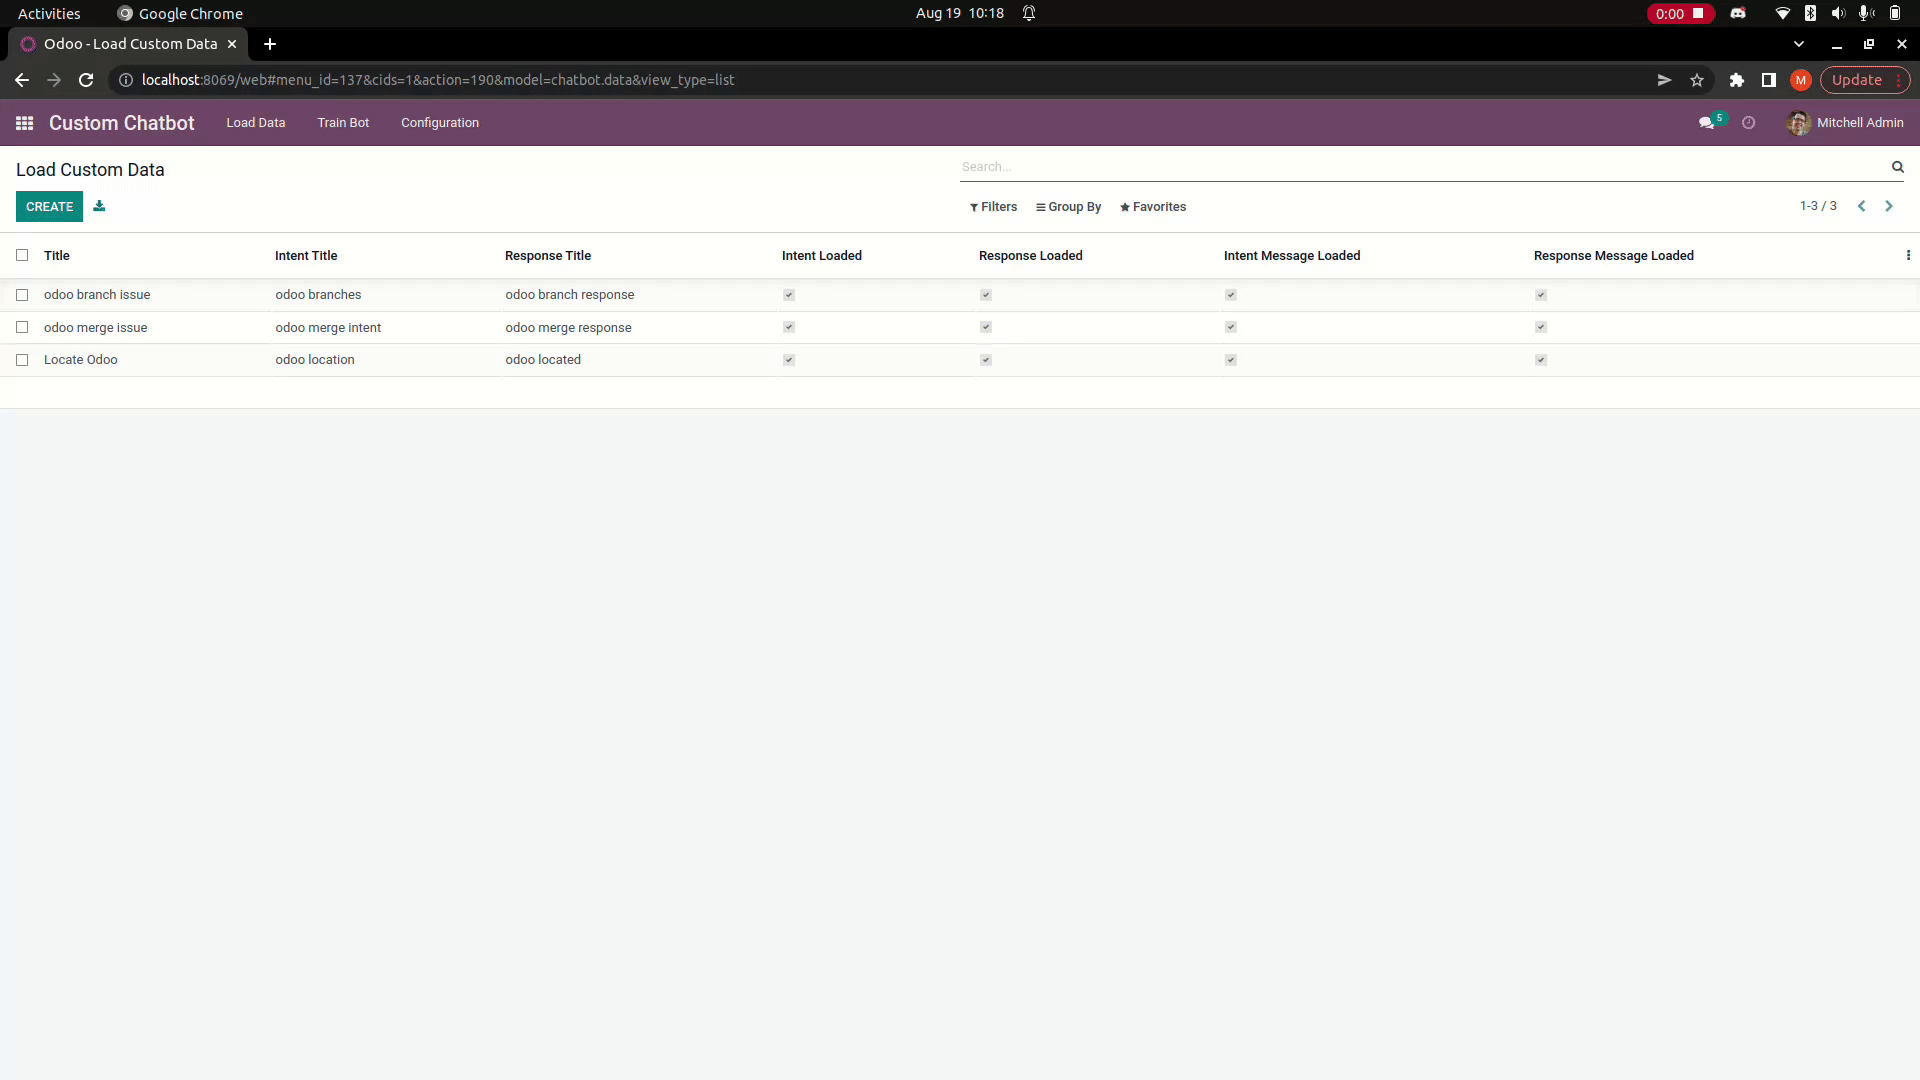 Activities Google Chrome Aug 19 10:18 0:00
Odoo - Load Custom Data
localhost:8069/web#menu_id=137&cids=1&action=190&model=chatbot.data&view_type=list M Update
Custom Chatbot Load Data Train Bot Configuration 5 Mitchell Admin
Load Custom Data Search...
CREATE Filters Group By Favorites 1-3 / 3
Title Intent Title Response Title Intent Loaded Response Loaded Intent Message Loaded Response Message Loaded
odoo branch issue odoo branches odoo branch response
odoo merge issue odoo merge intent odoo merge response
Locate Odoo odoo location odoo located